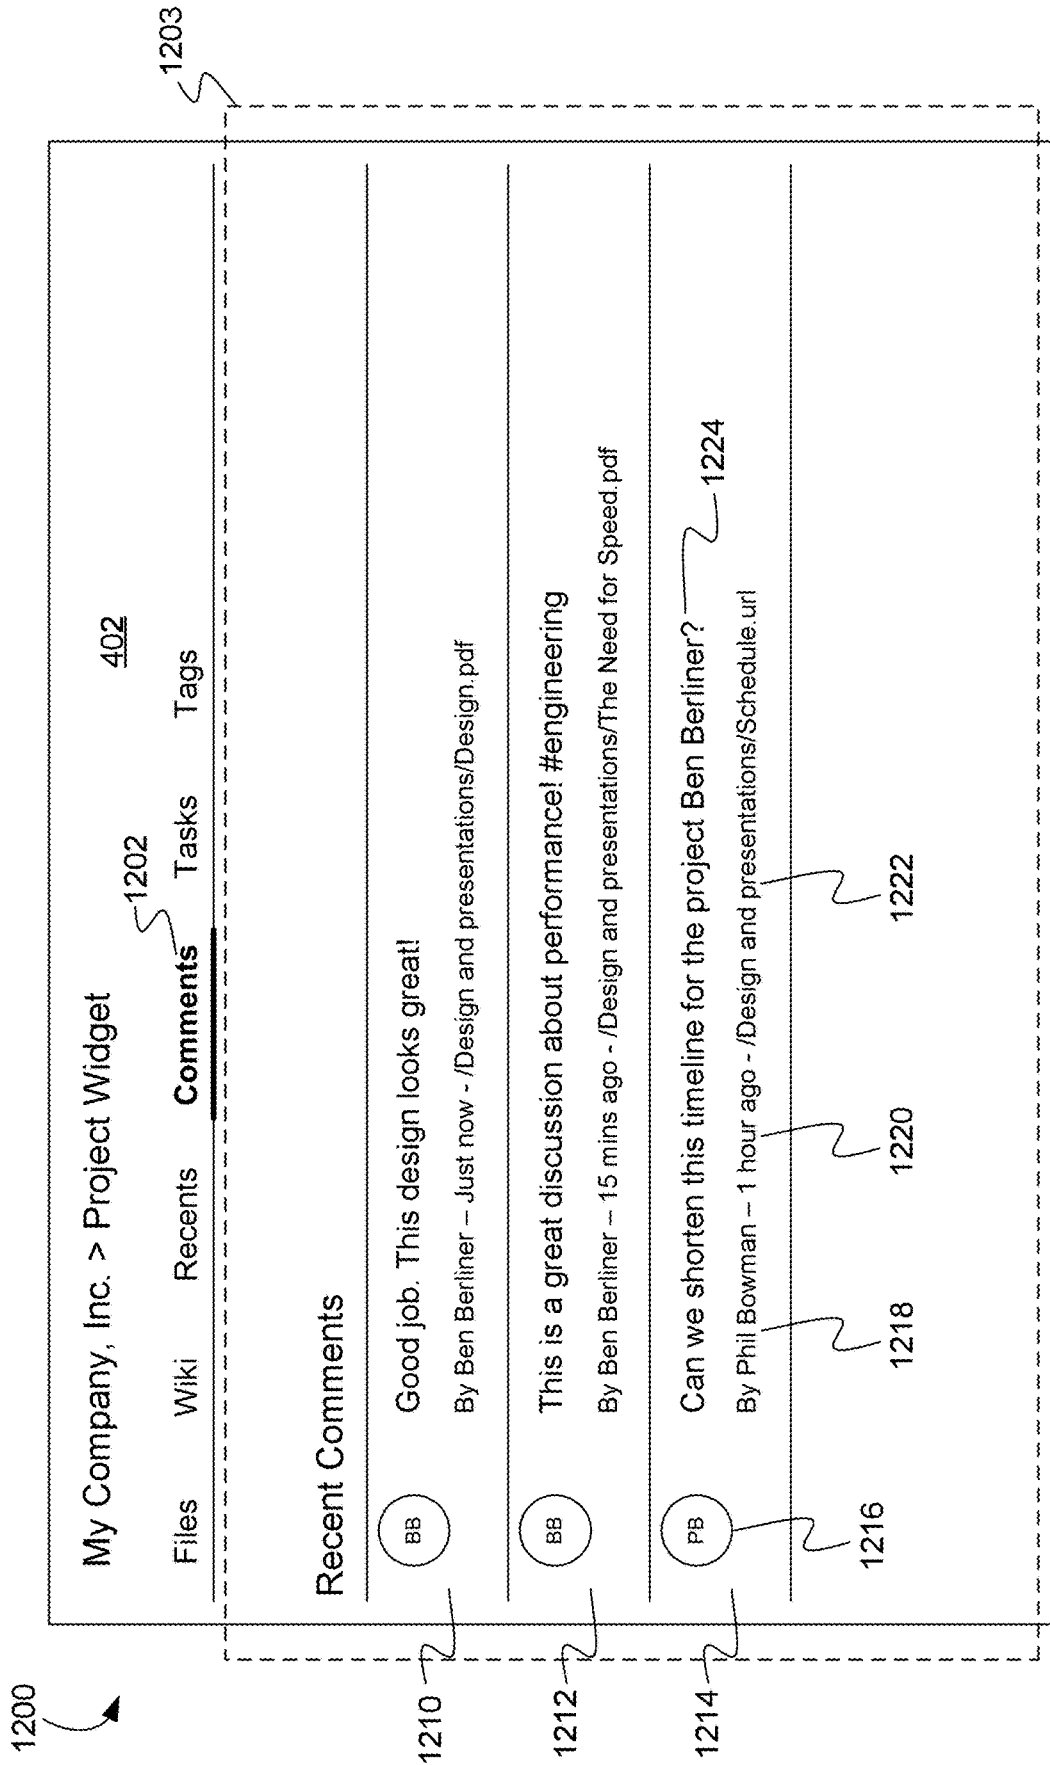 1200
1203
My Company, Inc. > Project Widget
402
1202
Files Wiki Recents Comments Tasks Tags
Recent Comments
1210
BB
Good job. This design looks great!
By Ben Berliner – Just now - /Design and presentations/Design.pdf
1212
BB
This is a great discussion about performance! #engineering
By Ben Berliner – 15 mins ago - /Design and presentations/The Need for Speed.pdf
1214
PB
Can we shorten this timeline for the project Ben Berliner?
1224
By Phil Bowman – 1 hour ago - /Design and presentations/Schedule.url
1216
1218
1220
1222